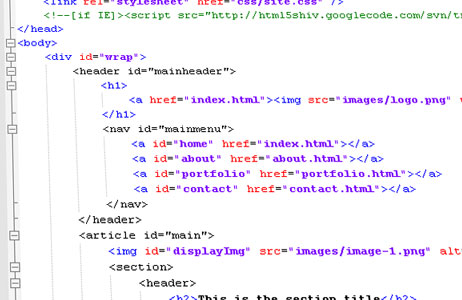 <link rel="stylesheet" href="css/site.css" />
<!--[if IE]><script src="http://html5shiv.googlecode.com/svn/
</head>
<body>
<div id="wrap">
<header id="mainheader">
<h1>
<a href="index.html"><img src="images/logo.png"
</h1>
<nav id="mainmenu">
<a id="home" href="index.html"></a>
<a id="about" href="about.html"></a>
<a id="portfolio" href="portfolio.html"></a>
<a id="contact" href="contact.html"></a>
</nav>
</header>
<article id="main">
<img id="displayImg" src="images/image-1.png" alt
<section>
<header>
<h2>This is the section title</h2>